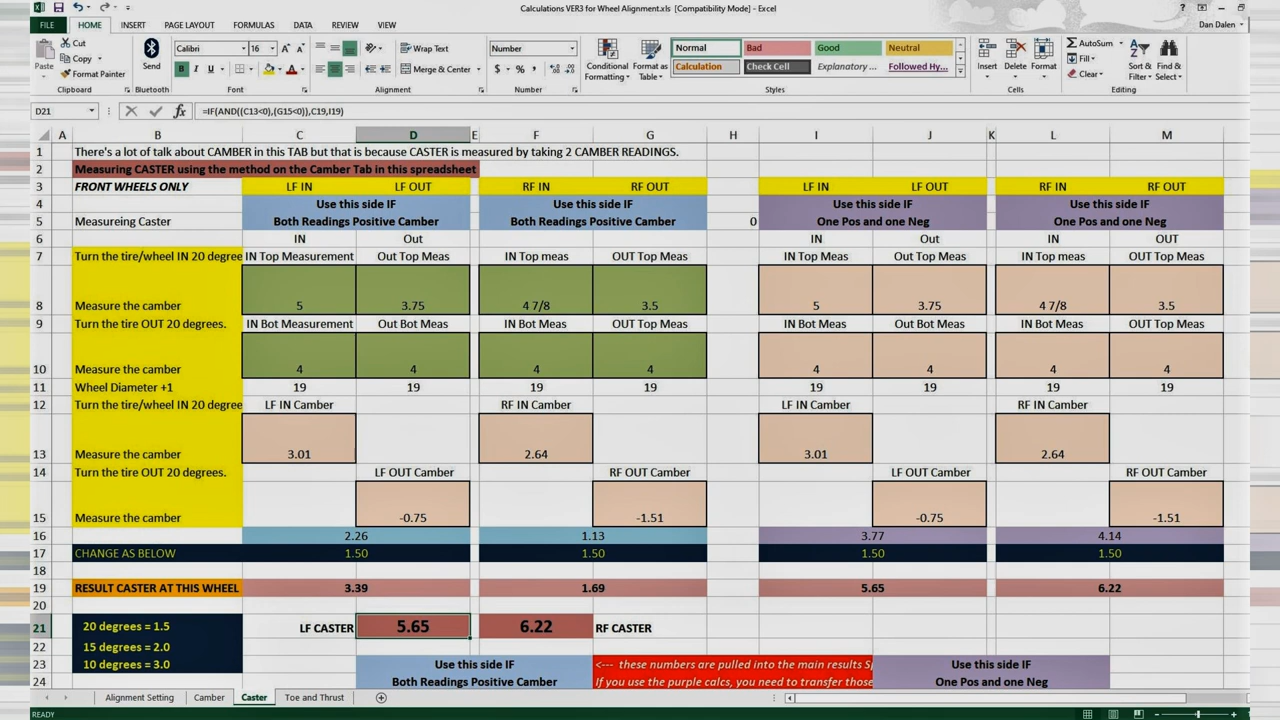 Calculations VER3 for Wheel Alignment.xls [Compatibility Mode] - Excel
FILE HOME INSERT PAGE LAYOUT FORMULAS DATA REVIEW VIEW Dan Dalen
Cut Calibri 16 Wrap Text Number Normal Bad Good Neutral AutoSum
Copy Fill
Paste Format Painter Send Merge & Center Conditional Formatting Format as Table Calculation Check Cell Explanatory ... Followed Hy... Insert Delete Format Clear Sort & Filter Find & Select
Clipboard Bluetooth Font Alignment Number Styles Cells Editing
D21 fx =IF(AND((C13<0),(G15<0)),C19,I19)
A B C D E F G H I J K L M
1 There's a lot of talk about CAMBER in this TAB but that is because CASTER is measured by taking 2 CAMBER READINGS.
2 Measuring CASTER using the method on the Camber Tab in this spreadsheet
3 FRONT WHEELS ONLY LF IN LF OUT RF IN RF OUT LF IN LF OUT RF IN RF OUT
4 Use this side IF Use this side IF Use this side IF Use this side IF
5 Measureing Caster Both Readings Positive Camber Both Readings Positive Camber 0 One Pos and one Neg One Pos and one Neg
6 IN Out IN Out IN OUT
7 Turn the tire/wheel IN 20 degree IN Top Measurement Out Top Meas IN Top meas OUT Top Meas IN Top Meas Out Top Meas IN Top meas OUT Top Meas
8 Measure the camber 5 3.75 4 7/8 3.5 5 3.75 4 7/8 3.5
9 Turn the tire OUT 20 degrees. IN Bot Measurement Out Bot Meas IN Bot Meas OUT Top Meas IN Bot Meas Out Bot Meas IN Bot Meas OUT Top Meas
10 Measure the camber 4 4 4 4 4 4 4 4
11 Wheel Diameter +1 19 19 19 19 19 19 19 19
12 Turn the tire/wheel IN 20 degree LF IN Camber RF IN Camber LF IN Camber RF IN Camber
13 Measure the camber 3.01 2.64 3.01 2.64
14 Turn the tire OUT 20 degrees. LF OUT Camber RF OUT Camber LF OUT Camber RF OUT Camber
15 Measure the camber -0.75 -1.51 -0.75 -1.51
16 2.26 1.13 3.77 4.14
17 CHANGE AS BELOW 1.50 1.50 1.50 1.50
18
19 RESULT CASTER AT THIS WHEEL 3.39 1.69 5.65 6.22
20
21 20 degrees = 1.5 LF CASTER 5.65 6.22 RF CASTER
22 15 degrees = 2.0
23 10 degrees = 3.0 Use this side IF <--- these numbers are pulled into the main results S Use this side IF
24 Both Readings Positive Camber If you use the purple calcs, you need to transfer those One Pos and one Neg
Alignment Setting Camber Caster Toe and Thrust
READY